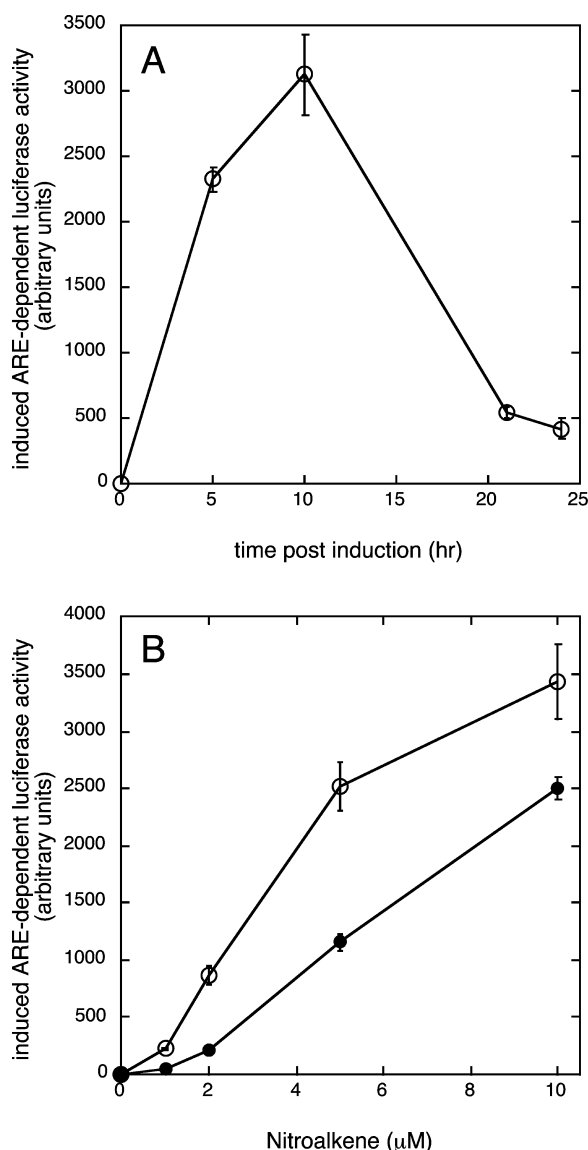 A
induced ARE-dependent luciferase activity
(arbitrary units)
3500
3000
2500
2000
1500
1000
500
0
0 5 10 15 20 25
time post induction (hr)
B
induced ARE-dependent luciferase activity
(arbitrary units)
4000
3500
3000
2500
2000
1500
1000
500
0
0 2 4 6 8 10
Nitroalkene (μM)